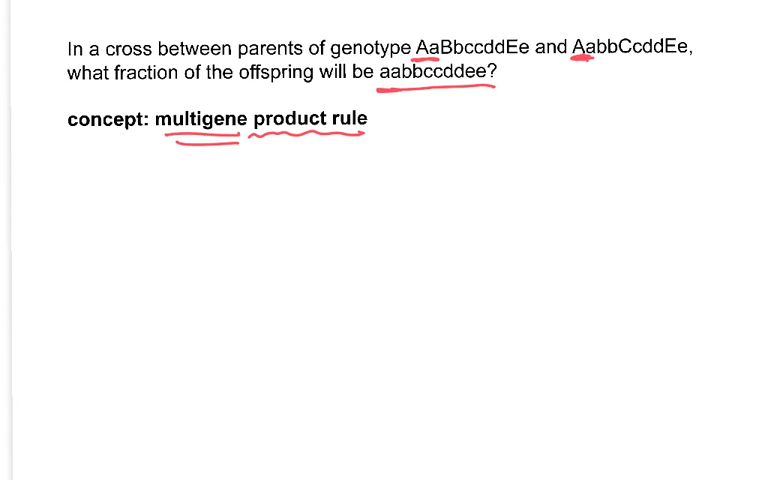 In a cross between parents of genotype AaBbccddEe and AabbCcddEe,
what fraction of the offspring will be aabbccddee?
concept: multigene product rule